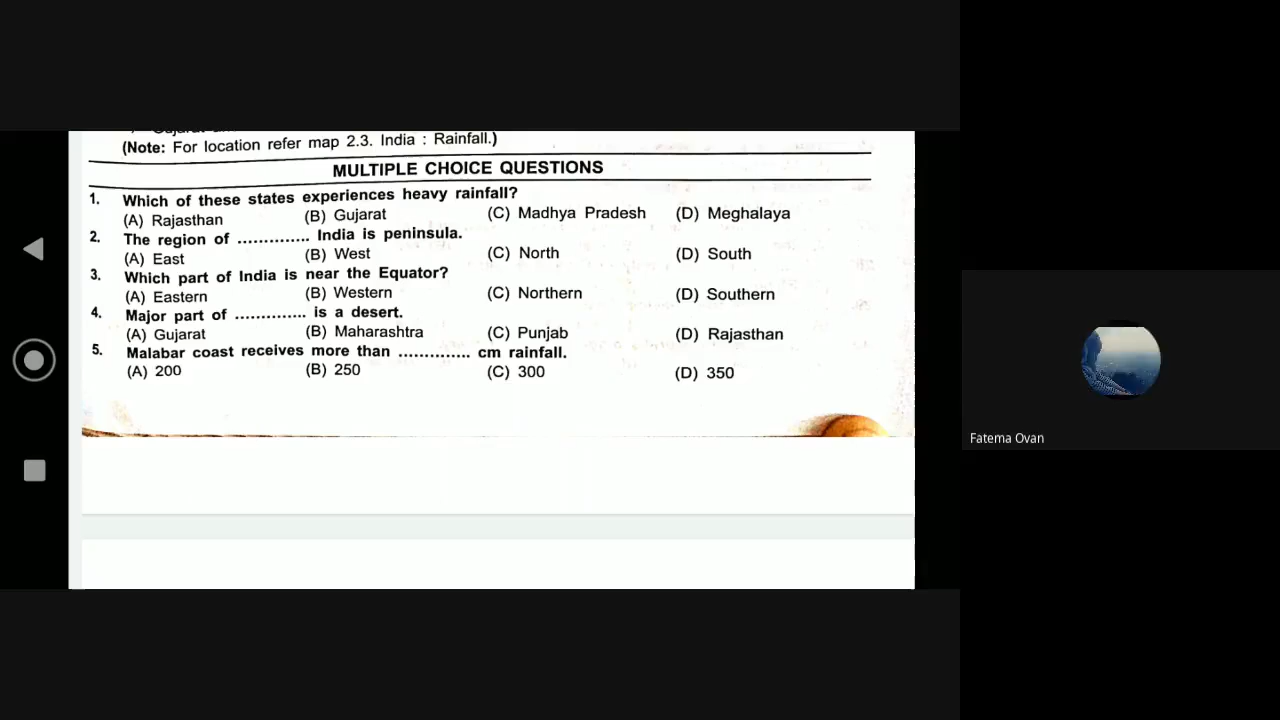 (Note: For location refer map 2.3. India : Rainfall.)
MULTIPLE CHOICE QUESTIONS
1. Which of these states experiences heavy rainfall?
(A) Rajasthan (B) Gujarat (C) Madhya Pradesh (D) Meghalaya
2. The region of .............. India is peninsula.
(A) East (B) West (C) North (D) South
3. Which part of India is near the Equator?
(A) Eastern (B) Western (C) Northern (D) Southern
4. Major part of .............. is a desert.
(A) Gujarat (B) Maharashtra (C) Punjab (D) Rajasthan
5. Malabar coast receives more than .............. cm rainfall.
(A) 200 (B) 250 (C) 300 (D) 350
Fatema Ovan